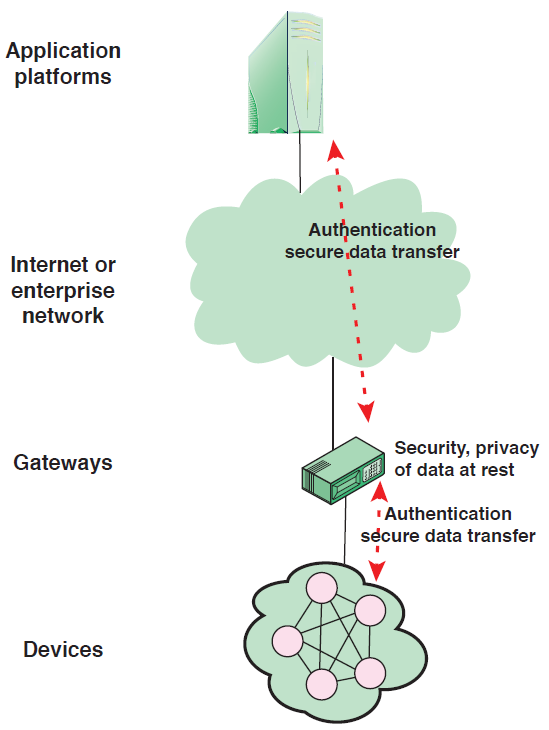 Application
platforms
Authentication
secure data transfer
Internet or
enterprise
network
Gateways
Security, privacy
of data at rest
Authentication
secure data transfer
Devices